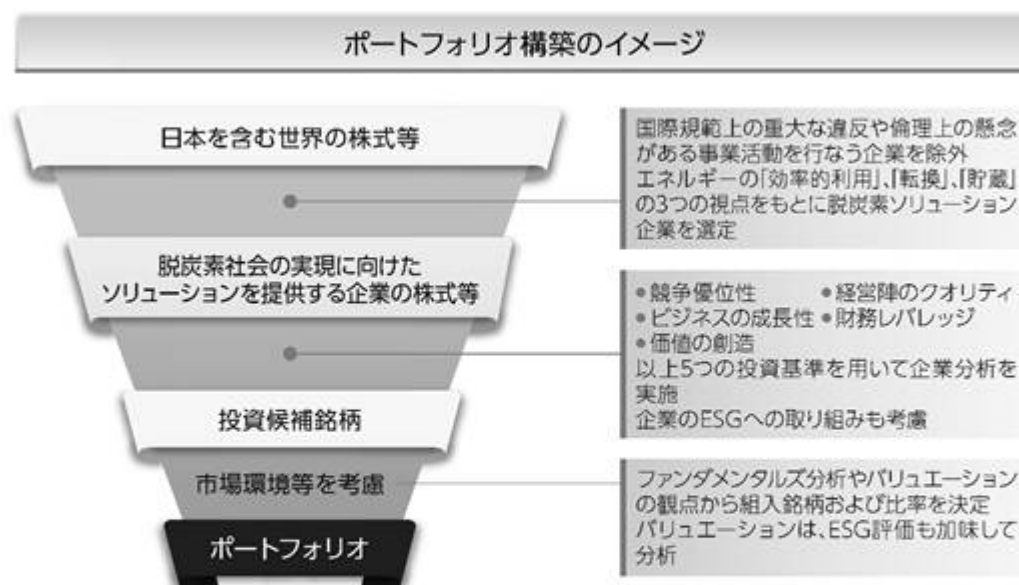 ポートフォリオ構築のイメージ
日本を含む世界の株式等
国際規範上の重大な違反や倫理上の懸念
がある事業活動を行なう企業を除外
エネルギーの「効率的利用」、「転換」、「貯蔵」
の3つの視点をもとに脱炭素ソリューション
企業を選定
脱炭素社会の実現に向けた
ソリューションを提供する企業の株式等
●競争優位性 ●経営陣のクオリティ
●ビジネスの成長性 ●財務レバレッジ
●価値の創造
以上5つの投資基準を用いて企業分析を
実施
企業のESGへの取り組みも考慮
投資候補銘柄
市場環境等を考慮
ファンダメンタルズ分析やバリュエーション
の観点から組入銘柄および比率を決定
バリュエーションは、ESG評価も加味して
分析
ポートフォリオ